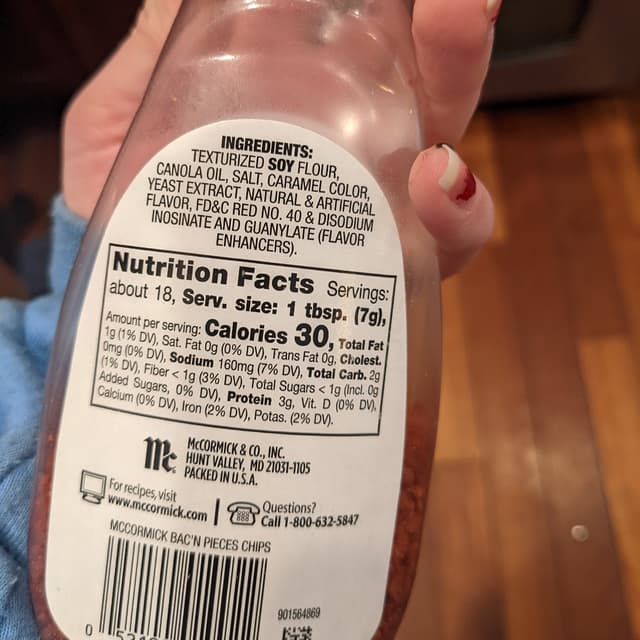 INGREDIENTS:
TEXTURIZED SOY FLOUR,
CANOLA OIL, SALT, CARAMEL COLOR,
YEAST EXTRACT, NATURAL & ARTIFICIAL
FLAVOR, FD&C RED NO. 40 & DISODIUM
INOSINATE AND GUANYLATE (FLAVOR
ENHANCERS).
Nutrition Facts Servings:
about 18, Serv. size: 1 tbsp. (7g),
Amount per serving: Calories 30, Total Fat
1g (1% DV), Sat. Fat 0g (0% DV), Trans Fat 0g, Cholest.
0mg (0% DV), Sodium 160mg (7% DV), Total Carb. 2g
(1% DV), Fiber < 1g (3% DV), Total Sugars < 1g (Incl. 0g
Added Sugars, 0% DV), Protein 3g, Vit. D (0% DV),
Calcium (0% DV), Iron (2% DV), Potas. (2% DV).
Mc
McCORMICK & CO., INC.
HUNT VALLEY, MD 21031-1105
PACKED IN U.S.A.
For recipes, visit
www.mccormick.com
Questions?
Call 1-800-632-5847
MCCORMICK BAC'N PIECES CHIPS
901564869
0